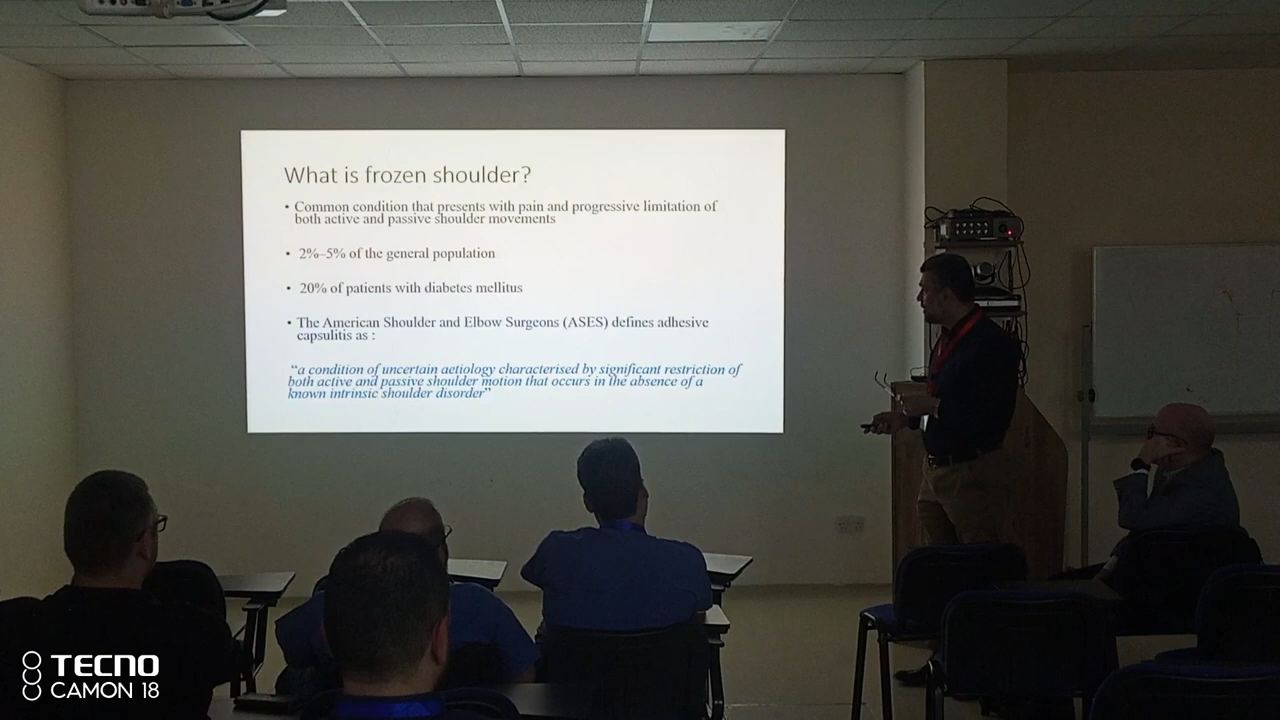 What is frozen shoulder?
• Common condition that presents with pain and progressive limitation of
both active and passive shoulder movements
• 2%–5% of the general population
• 20% of patients with diabetes mellitus
• The American Shoulder and Elbow Surgeons (ASES) defines adhesive
capsulitis as :
“a condition of uncertain aetiology characterised by significant restriction of
both active and passive shoulder motion that occurs in the absence of a
known intrinsic shoulder disorder”
TECNO
CAMON 18